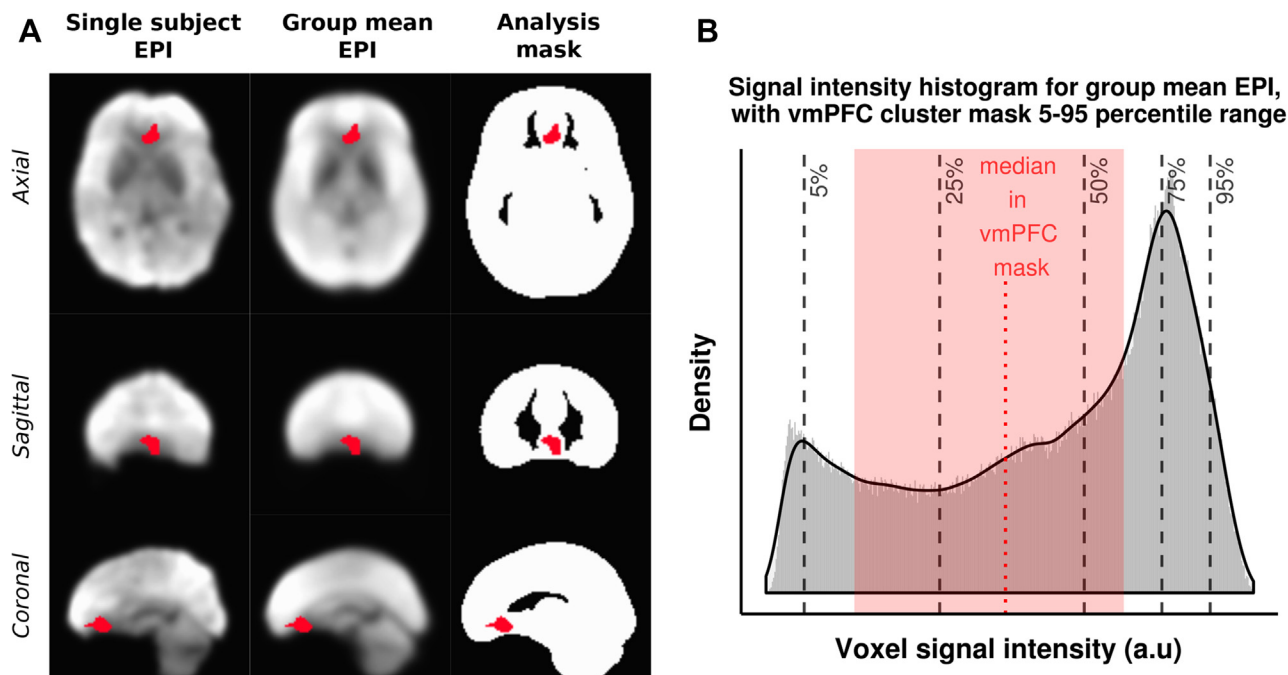 A
Single subject
EPI
Group mean
EPI
Analysis
mask
Axial
Sagittal
Coronal
B
Signal intensity histogram for group mean EPI,
with vmPFC cluster mask 5-95 percentile range
5%
25%
median
in
vmPFC
mask
50%
75%
95%
Density
Voxel signal intensity (a.u)